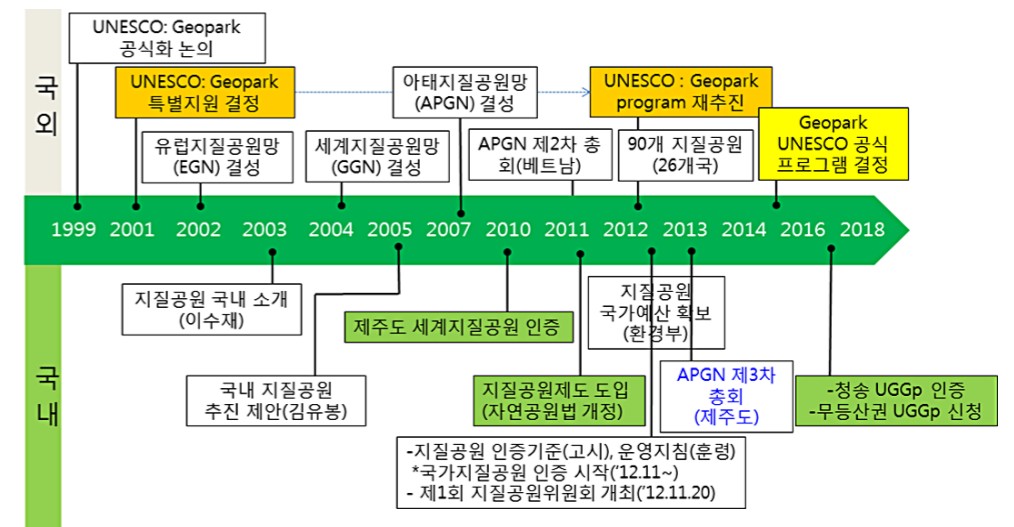 국
외
UNESCO: Geopark
공식화 논의
UNESCO: Geopark
특별지원 결정
유럽지질공원망
(EGN) 결성
세계지질공원망
(GGN) 결성
아태지질공원망
(APGN) 결성
APGN 제2차 총
회(베트남)
UNESCO : Geopark
program 재추진
90개 지질공원
(26개국)
Geopark
UNESCO 공식
프로그램 결정
1999 2001 2002 2003 2004 2005 2007 2010 2011 2012 2013 2014 2016 2018
국
내
지질공원 국내 소개
(이수재)
국내 지질공원
추진 제안(김유봉)
제주도 세계지질공원 인증
지질공원제도 도입
(자연공원법 개정)
지질공원
국가예산 확보
(환경부)
-지질공원 인증기준(고시), 운영지침(훈령)
*국가지질공원 인증 시작('12.11~)
- 제1회 지질공원위원회 개최('12.11.20)
APGN 제3차
총회
(제주도)
-청송 UGGp 인증
-무등산권 UGGp 신청